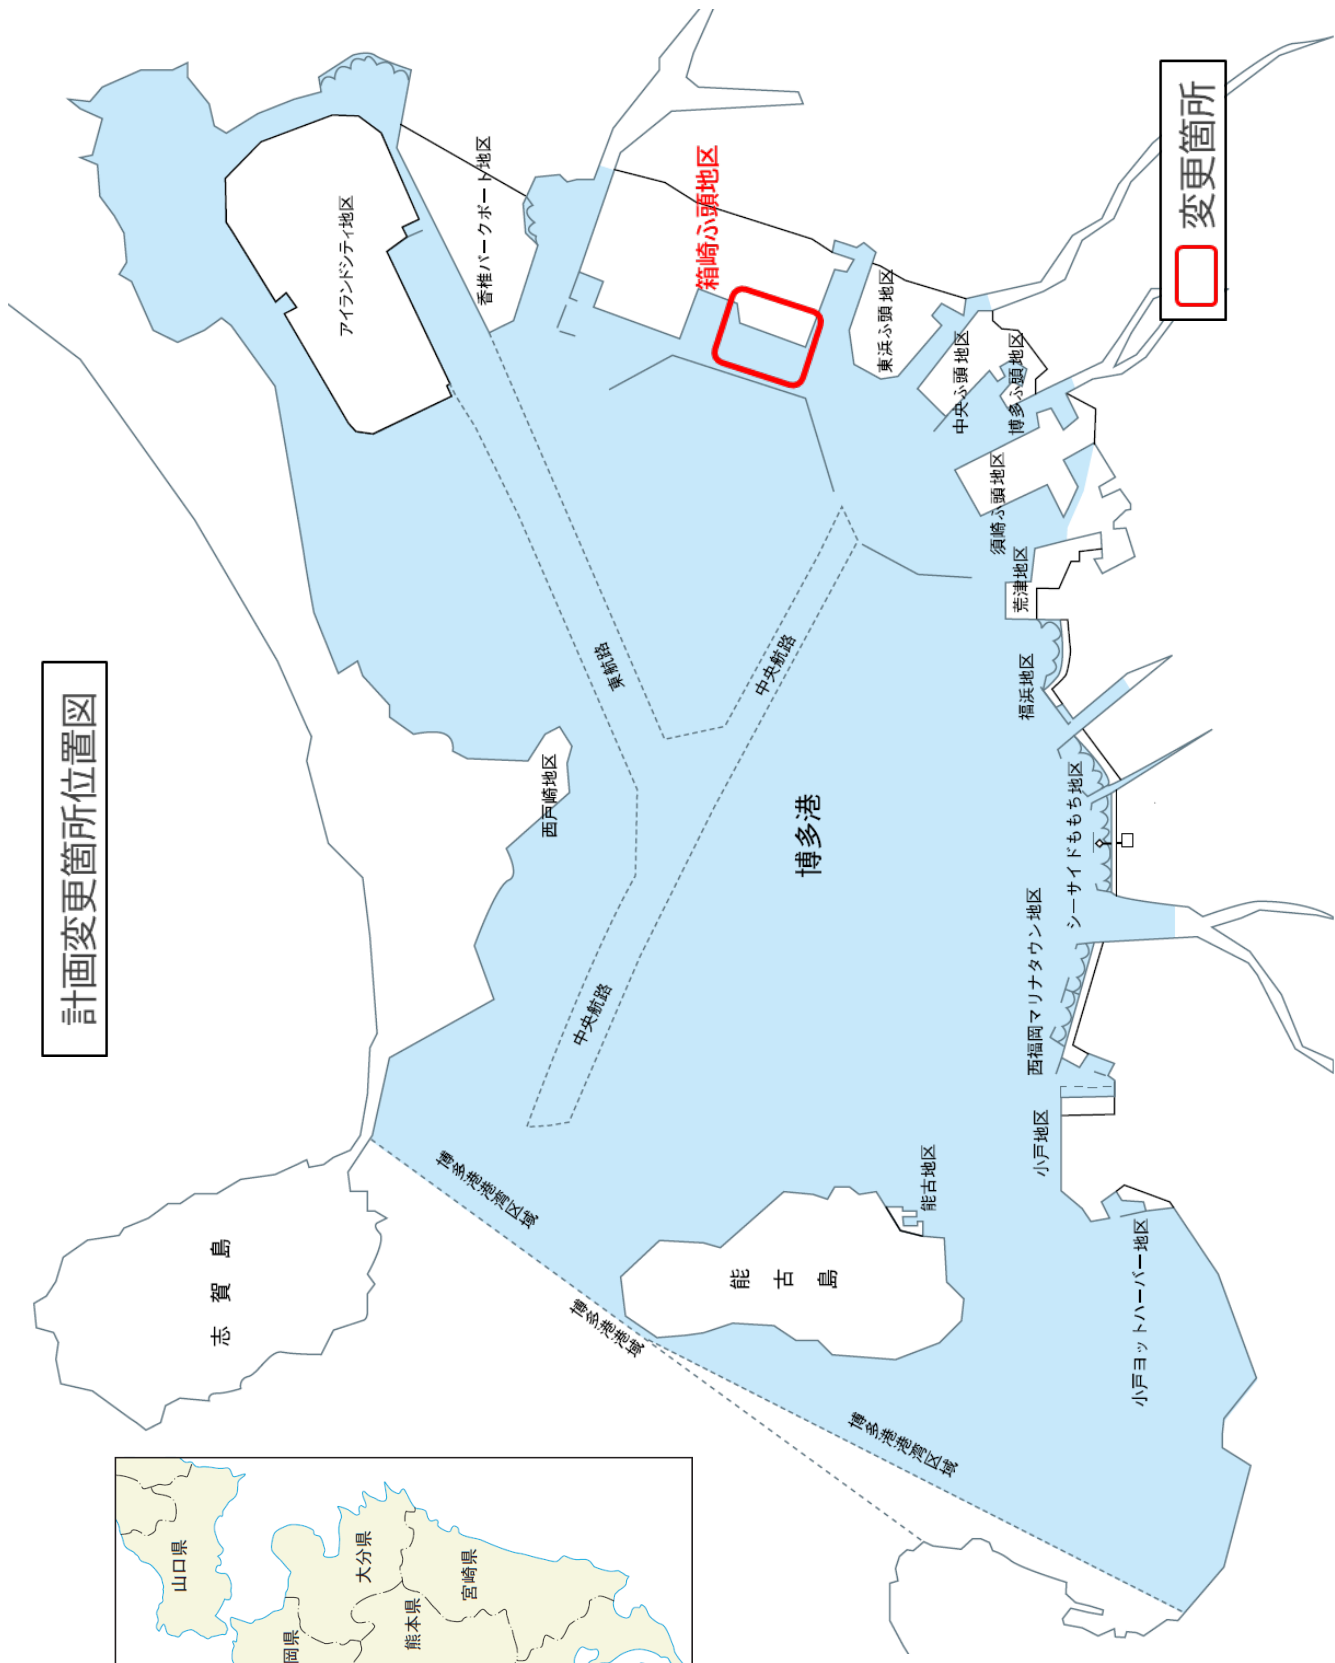 計画変更箇所位置図
変更箇所
アイランドシティ地区
香椎パークポート地区
箱崎ふ頭地区
東浜ふ頭地区
中央ふ頭地区
博多ふ頭地区
須崎ふ頭地区
荒津地区
福浜地区
シーサイドももち地区
西福岡マリナタウン地区
小戸地区
小戸ヨットハーバー地区
能古地区
西戸崎地区
東航路
中央航路
中央航路
博多港
博多港港湾区域
博多港港域
博多港港湾区域
志賀島
能古島
山口県
大分県
宮崎県
熊本県
岡県